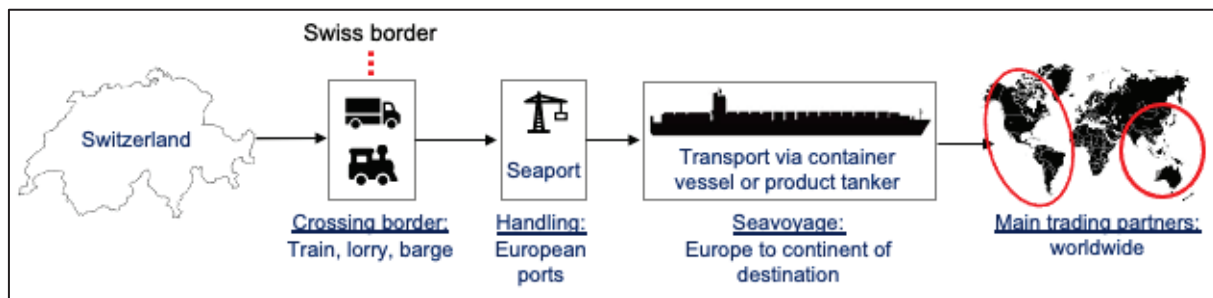 Swiss border
Switzerland
Seaport
Transport via container
vessel or product tanker
Crossing border:
Train, lorry, barge
Handling:
European
ports
Seavoyage:
Europe to continent of
destination
Main trading partners:
worldwide